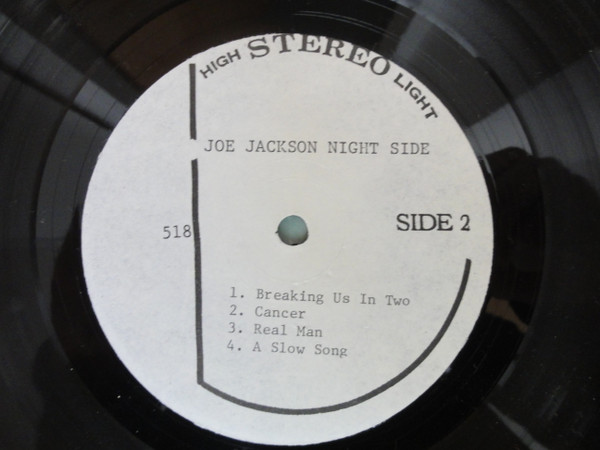 HIGH STEREO LIGHT
JOE JACKSON NIGHT SIDE
518
SIDE 2
1. Breaking Us In Two
2. Cancer
3. Real Man
4. A Slow Song